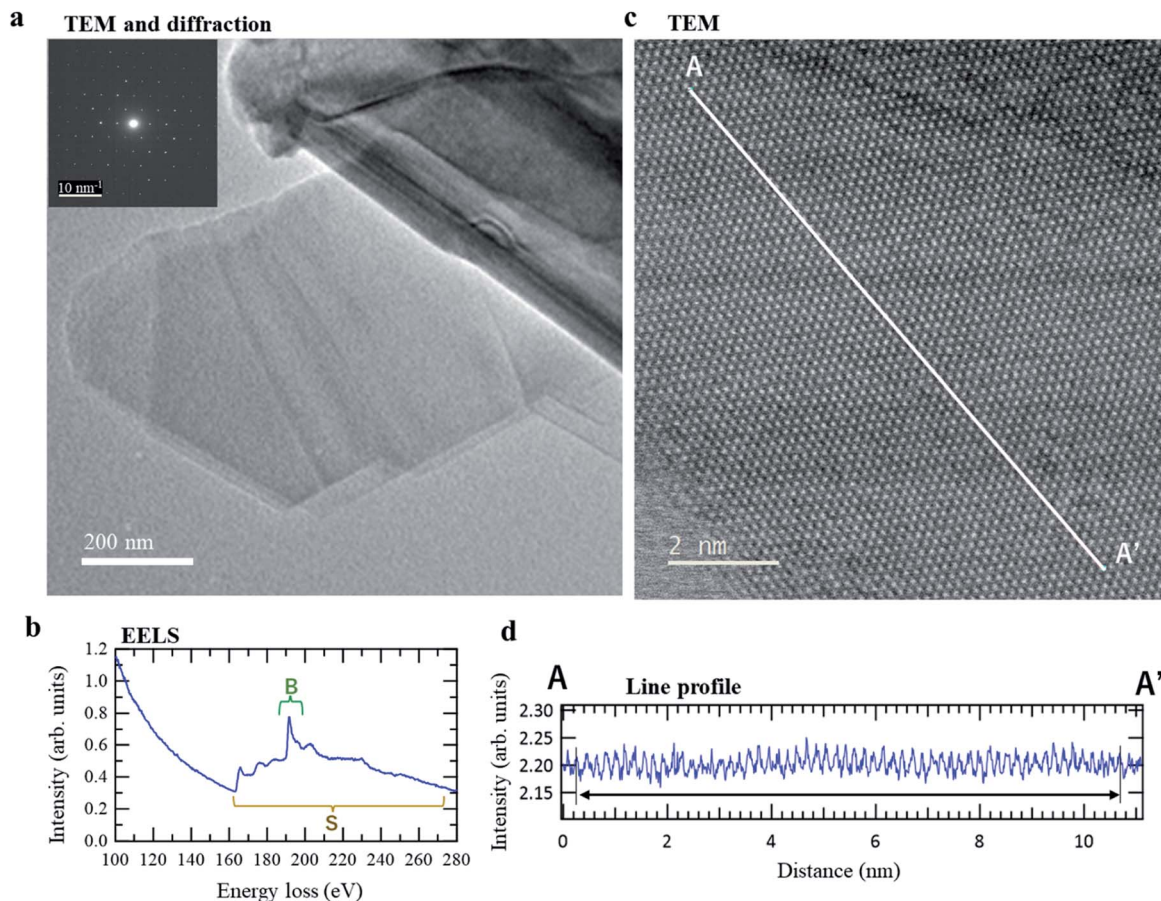 a
TEM and diffraction
10 nm-1
200 nm
c
TEM
A
A'
2 nm
b
EELS
Intensity (arb. units)
1.2
1.0
0.8
0.6
0.4
0.2
0.0
B
S
100 120 140 160 180 200 220 240 260 280
Energy loss (eV)
d
A
Line profile
A'
Intensity (arb. units)
2.30
2.25
2.20
2.15
0 2 4 6 8 10
Distance (nm)